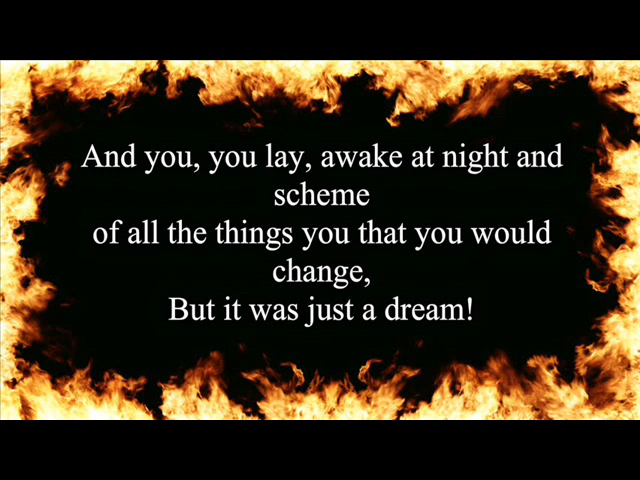 And you, you lay, awake at night and
scheme
of all the things you that you would
change,
But it was just a dream!